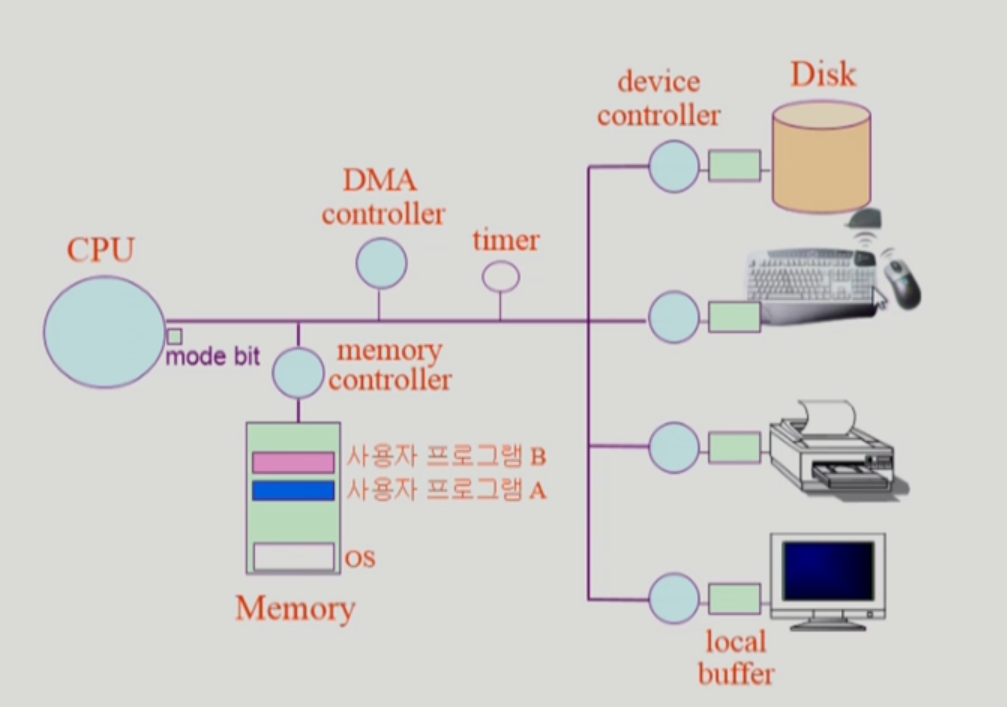 Disk
device
controller
DMA
controller
timer
CPU
mode bit
memory
controller
사용자 프로그램 B
사용자 프로그램 A
OS
Memory
local
buffer